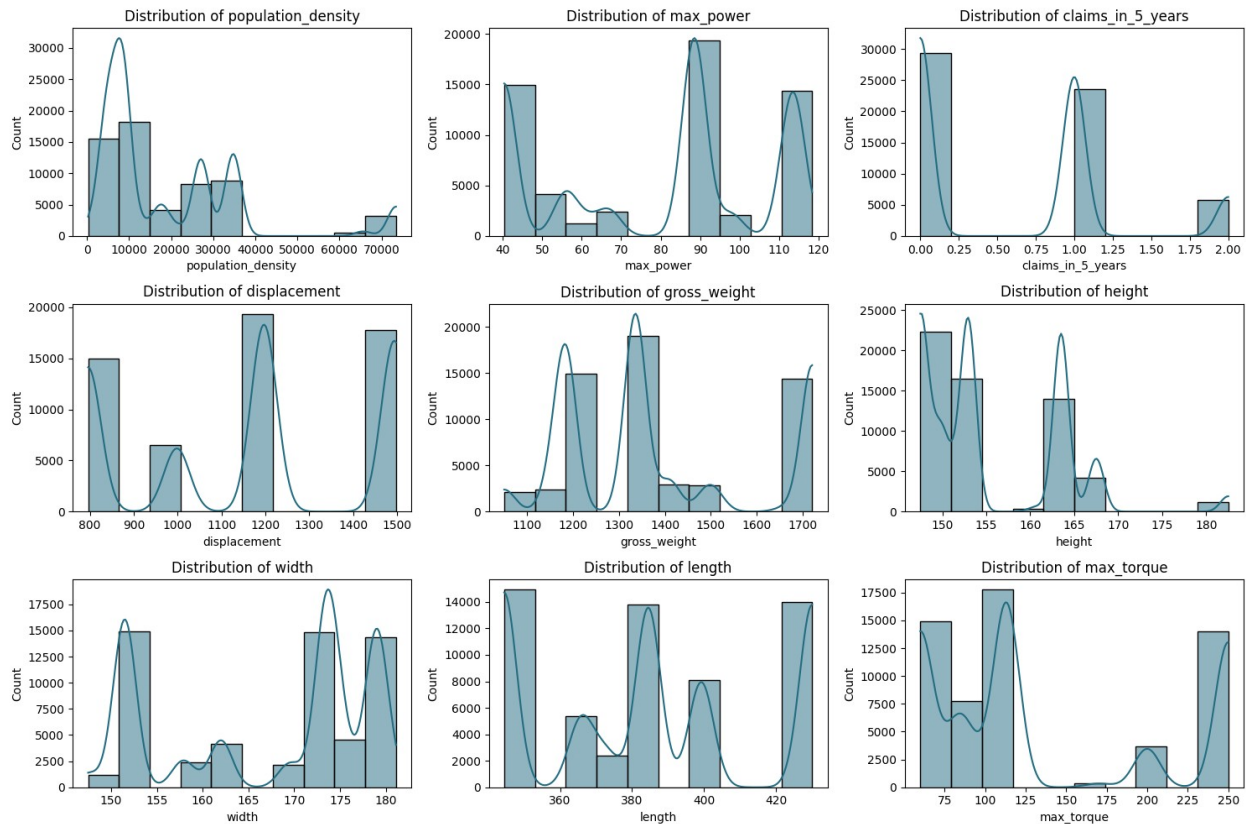 Distribution of population_density
30000
25000
20000
15000
10000
5000
0
Count
0 10000 20000 30000 40000 50000 60000 70000
population_density
Distribution of max_power
20000
15000
10000
5000
0
Count
40 50 60 70 80 90 100 110 120
max_power
Distribution of claims_in_5_years
30000
25000
20000
15000
10000
5000
0
Count
0.00 0.25 0.50 0.75 1.00 1.25 1.50 1.75 2.00
claims_in_5_years
Distribution of displacement
20000
15000
10000
5000
0
Count
800 900 1000 1100 1200 1300 1400 1500
displacement
Distribution of gross_weight
20000
15000
10000
5000
0
Count
1100 1200 1300 1400 1500 1600 1700
gross_weight
Distribution of height
25000
20000
15000
10000
5000
0
Count
150 155 160 165 170 175 180
height
Distribution of width
17500
15000
12500
10000
7500
5000
2500
0
Count
150 155 160 165 170 175 180
width
Distribution of length
14000
12000
10000
8000
6000
4000
2000
0
Count
360 380 400 420
length
Distribution of max_torque
17500
15000
12500
10000
7500
5000
2500
0
Count
75 100 125 150 175 200 225 250
max_torque